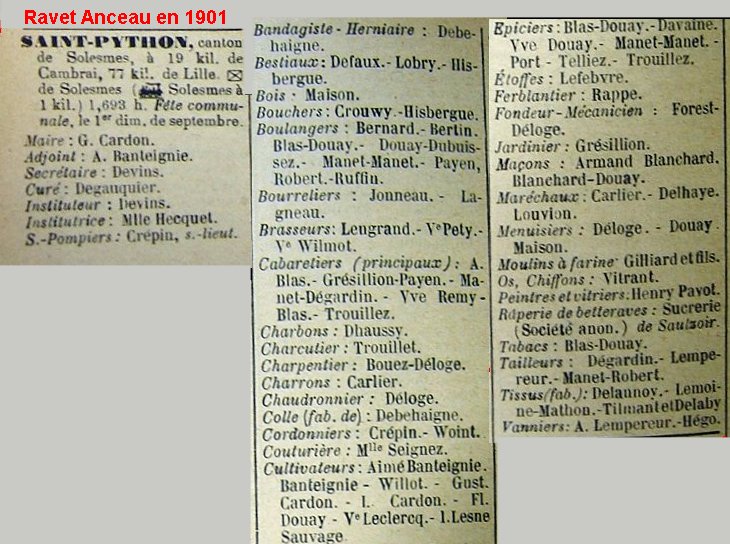 Ravet Anceau en 1901
SAINT-PYTHON, canton
de Solesmes, à 19 kil. de
Cambrai, 77 kil. de Lille.
de Solesmes ( Solesmes à
1 kil.) 1,693 h. Fête commu-
nale, le 1er dim. de septembre.
Maire : G. Cardon.
Adjoint : A. Banteignie.
Secrétaire : Devins.
Curé : Degauquier.
Instituteur : Devins.
Institutrice : Mlle Hecquet.
S.-Pompiers : Crépin, s.-lieut.
Bandagiste - Herniaire : Debe-
haigne.
Bestiaux : Defaux.- Lobry.- His-
bergue.
Bois : Maison.
Bouchers : Crouwy.-Hisbergue.
Boulangers : Bernard.- Bertin.
Blas-Douay.- Douay-Dubuis-
sez.- Manet-Manet.- Payen,
Robert.-Ruffin.
Bourreliers : Jonneau. - La-
gneau.
Brasseurs: Lengrand.- Ve Pety.-
Ve Wilmot.
Cabaretiers (principaux) : A.
Blas.- Grésillion-Payen.- Ma-
net-Dégardin. - Vve Remy-
Blas.- Trouillez.
Charbons : Dhaussy.
Charcutier : Trouillet.
Charpentier : Bouez-Déloge.
Charrons : Carlier.
Chaudronnier : Déloge.
Colle (fab. de) : Debehaigne.
Cordonniers : Crépin.- Woint.
Couturière : Mlle Seignez.
Cultivateurs : Aimé Banteignie.
Banteignie - Willot. - Gust.
Cardon. - I. Cardon. - Fl.
Douay - Ve Leclercq.- I. Lesne
Sauvage
Epiciers : Blas-Douay.- Davaine.
Vve Douay. - Manet-Manet. -
Port - Telliez.- Trouillez.
Étoffes : Lefebvre.
Ferblantier : Rappe.
Fondeur-Mécanicien : Forest-
Déloge.
Jardinier : Grésillion.
Maçons : Armand Blanchard.
Blanchard-Douay.
Maréchaux : Carlier.- Delhaye.
Louvion.
Menuisiers : Déloge. - Douay
Maison.
Moulins à farine Gilliard et fils.
Os, Chiffons : Vitrant.
Peintres et vitriers: Henry Pavot.
Râperie de betteraves : Sucrerie
(Société anon.) de Saulzoir.
Tabacs : Blas-Douay.
Tailleurs : Dégardin.- Lempe-
reur.- Manet-Robert.
Tissus (fab.) : Delannoy.- Lemoi-
ne-Mathon.-Tilmant et Delaby
Vanniers : A. Lempereur.-Hégo.